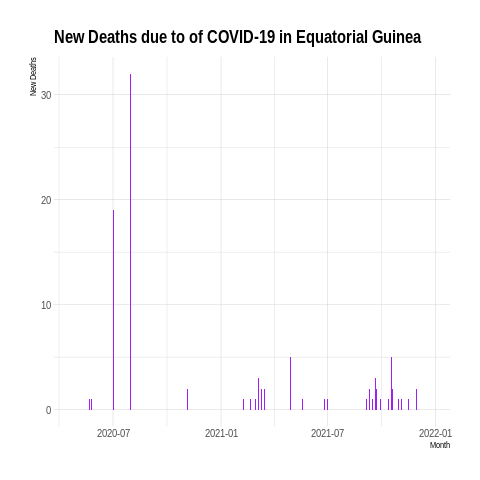 New Deaths due to of COVID-19 in Equatorial Guinea
New Deaths
30
20
10
0
2020-07 2021-01 2021-07 2022-01
Month